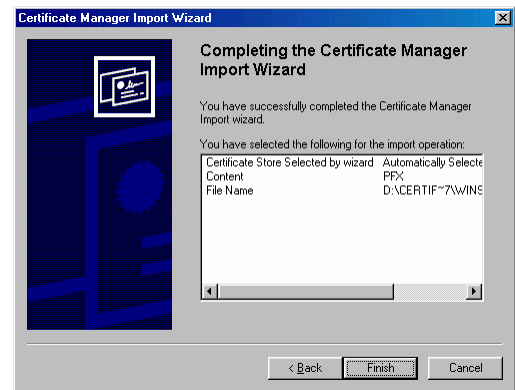 Certificate Manager Import Wizard
Completing the Certificate Manager
Import Wizard
You have successfully completed the Certificate Manager
Import wizard.
You have selected the following for the import operation:
Certificate Store Selected by wizard Automatically Selecte
Content PFX
File Name D:\CERTIF~7\WINS
< Back Finish Cancel